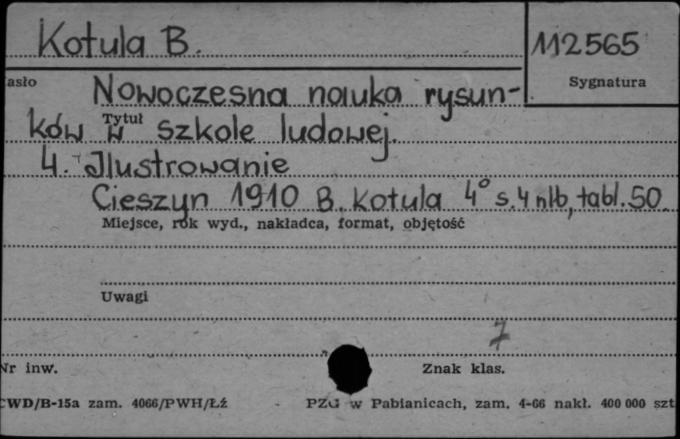 Kotula B.
112565
asło
Sygnatura
Nowoczesna nauka rysun-
Tytuł
ków w szkole ludowej.
4. Ilustrowanie
Cieszyn 1910 B. Kotula 4° s. 4 nlb, tabl. 50.
Miejsce, rok wyd., nakładca, format, objętość
Uwagi
7
Nr inw.
Znak klas.
CWD/B-15a zam. 4066/PWH/Łź
PZG w Pabianicach, zam. 4-66 nakł. 400 000 szt